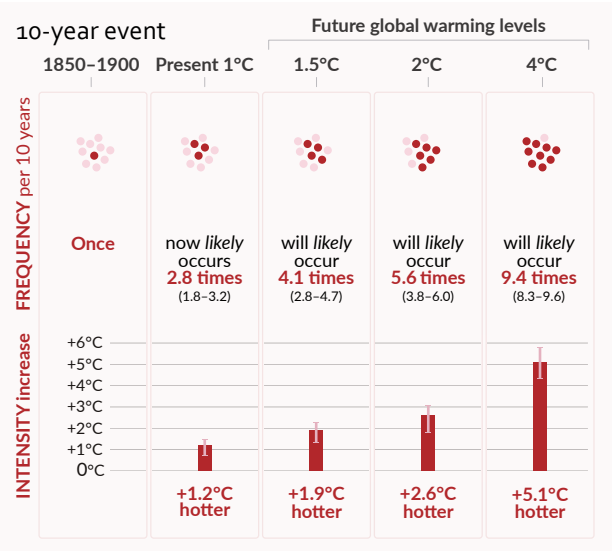 10-year event
Future global warming levels
1850–1900
Present 1°C
1.5°C
2°C
4°C
FREQUENCY per 10 years
Once
now likely
occurs
2.8 times
(1.8–3.2)
will likely
occur
4.1 times
(2.8–4.7)
will likely
occur
5.6 times
(3.8–6.0)
will likely
occur
9.4 times
(8.3–9.6)
INTENSITY increase
+6°C
+5°C
+4°C
+3°C
+2°C
+1°C
0°C
+1.2°C
hotter
+1.9°C
hotter
+2.6°C
hotter
+5.1°C
hotter